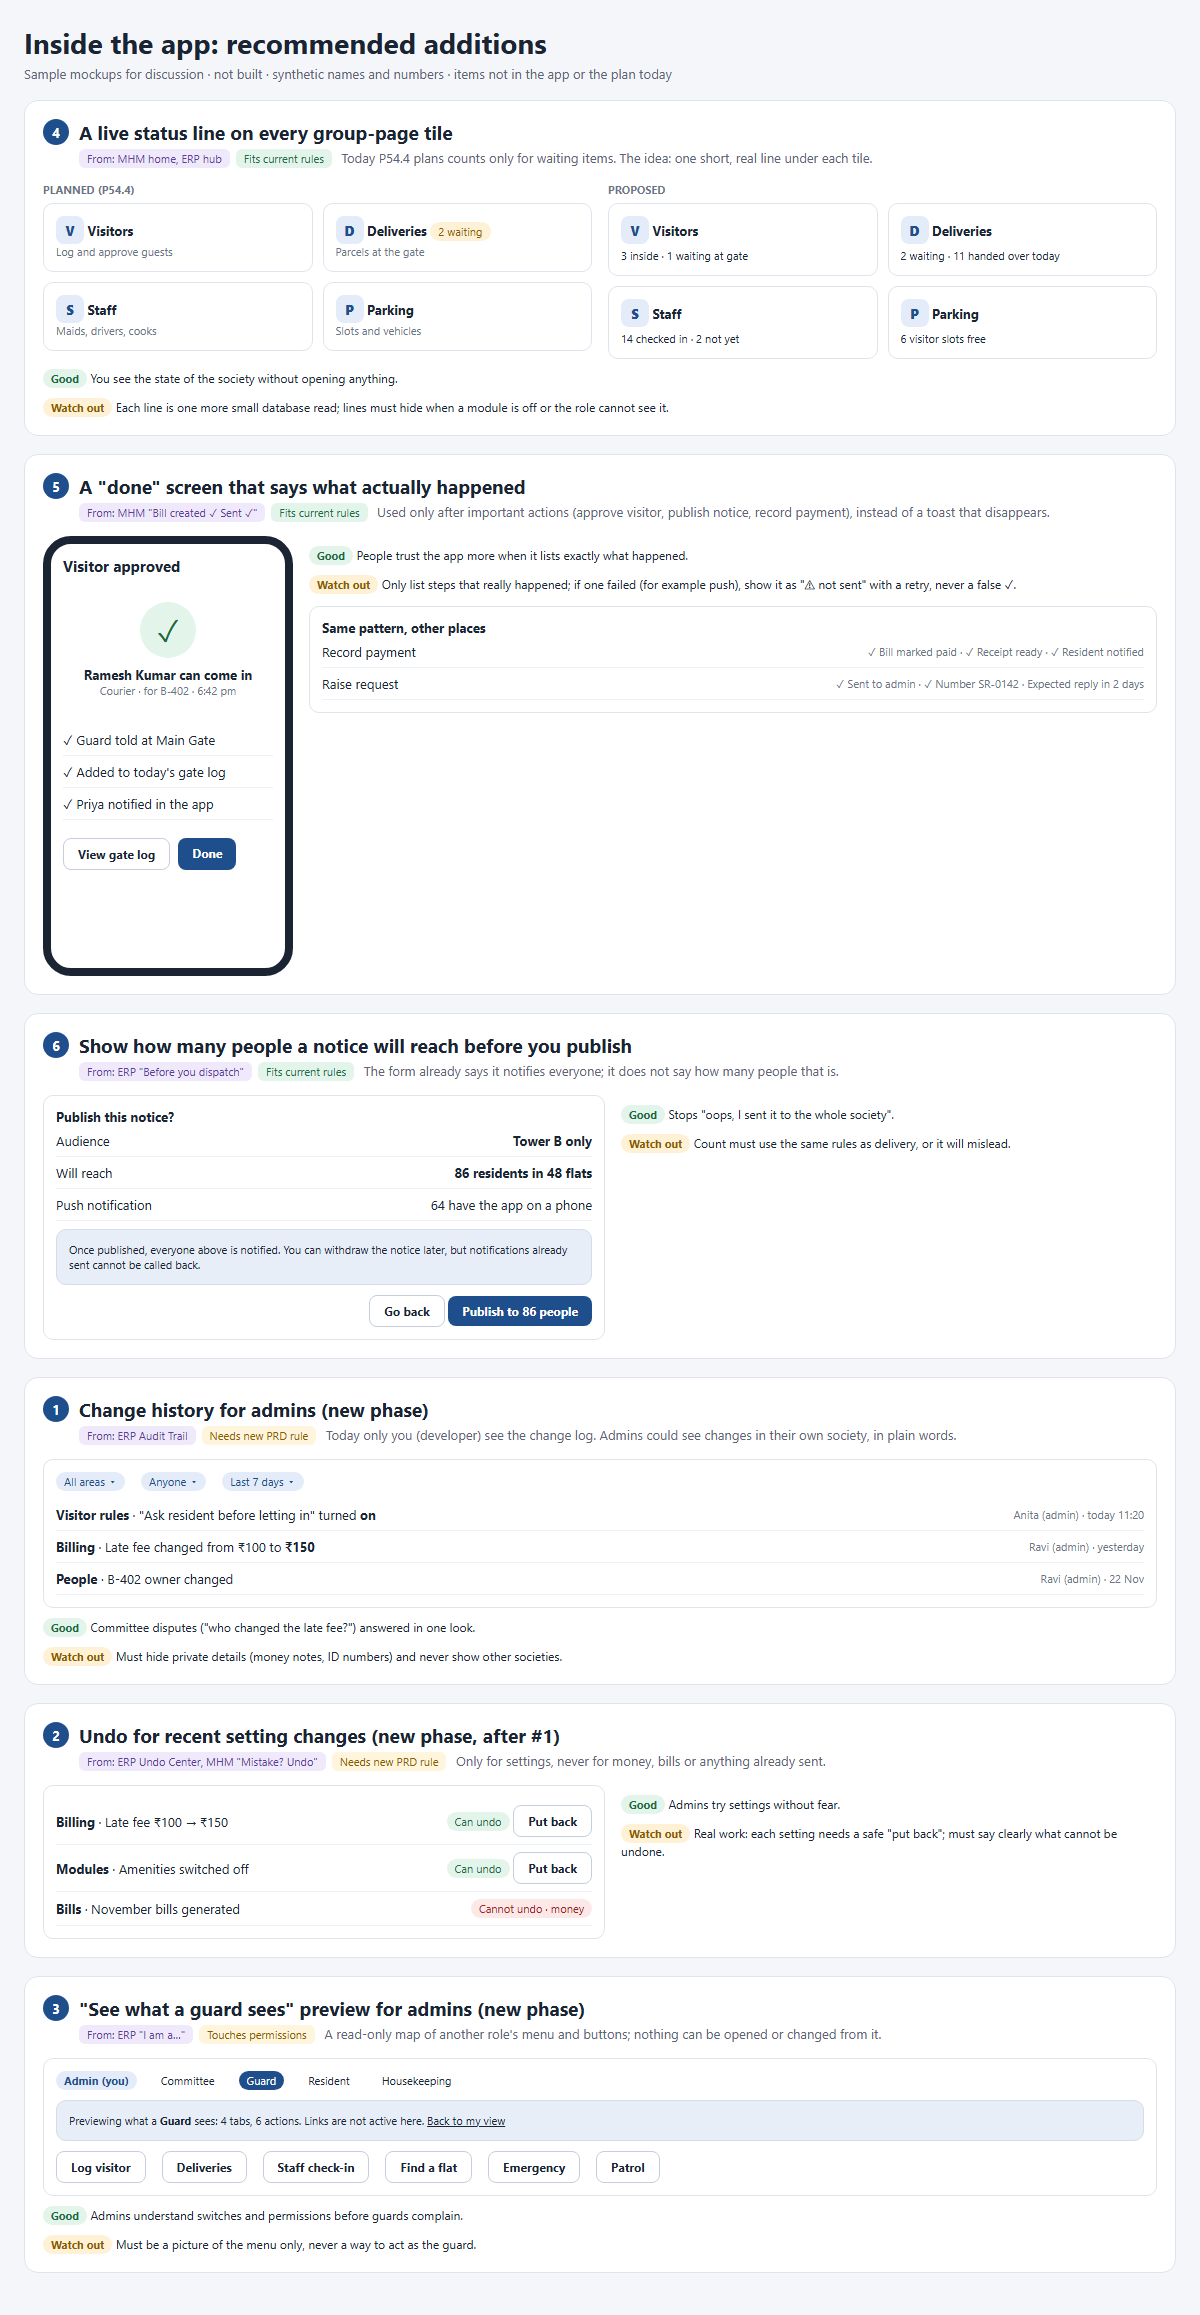 Inside the app: recommended additions
Sample mockups for discussion · not built · synthetic names and numbers · items not in the app or the plan today
4 A live status line on every group-page tile
From: MHM home, ERP hub Fits current rules Today P54.4 plans counts only for waiting items. The idea: one short, real line under each tile.
PLANNED (P54.4)
V Visitors
Log and approve guests
D Deliveries 2 waiting
Parcels at the gate
S Staff
Maids, drivers, cooks
P Parking
Slots and vehicles
PROPOSED
V Visitors
3 inside · 1 waiting at gate
D Deliveries
2 waiting · 11 handed over today
S Staff
14 checked in · 2 not yet
P Parking
6 visitor slots free
Good You see the state of the society without opening anything.
Watch out Each line is one more small database read; lines must hide when a module is off or the role cannot see it.
5 A "done" screen that says what actually happened
From: MHM "Bill created ✓ Sent ✓" Fits current rules Used only after important actions (approve visitor, publish notice, record payment), instead of a toast that disappears.
Visitor approved
✓
Ramesh Kumar can come in
Courier · for B-402 · 6:42 pm
✓ Guard told at Main Gate
✓ Added to today's gate log
✓ Priya notified in the app
View gate log Done
Good People trust the app more when it lists exactly what happened.
Watch out Only list steps that really happened; if one failed (for example push), show it as "⚠ not sent" with a retry, never a false ✓.
Same pattern, other places
Record payment ✓ Bill marked paid · ✓ Receipt ready · ✓ Resident notified
Raise request ✓ Sent to admin · ✓ Number SR-0142 · Expected reply in 2 days
6 Show how many people a notice will reach before you publish
From: ERP "Before you dispatch" Fits current rules The form already says it notifies everyone; it does not say how many people that is.
Publish this notice?
Audience Tower B only
Will reach 86 residents in 48 flats
Push notification 64 have the app on a phone
Once published, everyone above is notified. You can withdraw the notice later, but notifications already
sent cannot be called back.
Go back Publish to 86 people
Good Stops "oops, I sent it to the whole society".
Watch out Count must use the same rules as delivery, or it will mislead.
1 Change history for admins (new phase)
From: ERP Audit Trail Needs new PRD rule Today only you (developer) see the change log. Admins could see changes in their own society, in plain words.
All areas Anyone Last 7 days
Visitor rules · "Ask resident before letting in" turned on Anita (admin) · today 11:20
Billing · Late fee changed from ₹100 to ₹150 Ravi (admin) · yesterday
People · B-402 owner changed Ravi (admin) · 22 Nov
Good Committee disputes ("who changed the late fee?") answered in one look.
Watch out Must hide private details (money notes, ID numbers) and never show other societies.
2 Undo for recent setting changes (new phase, after #1)
From: ERP Undo Center, MHM "Mistake? Undo" Needs new PRD rule Only for settings, never for money, bills or anything already sent.
Billing · Late fee ₹100 → ₹150 Can undo Put back
Modules · Amenities switched off Can undo Put back
Bills · November bills generated Cannot undo · money
Good Admins try settings without fear.
Watch out Real work: each setting needs a safe "put back"; must say clearly what cannot be
undone.
3 "See what a guard sees" preview for admins (new phase)
From: ERP "I am a..." Touches permissions A read-only map of another role's menu and buttons; nothing can be opened or changed from it.
Admin (you) Committee Guard Resident Housekeeping
Previewing what a Guard sees: 4 tabs, 6 actions. Links are not active here. Back to my view
Log visitor Deliveries Staff check-in Find a flat Emergency Patrol
Good Admins understand switches and permissions before guards complain.
Watch out Must be a picture of the menu only, never a way to act as the guard.